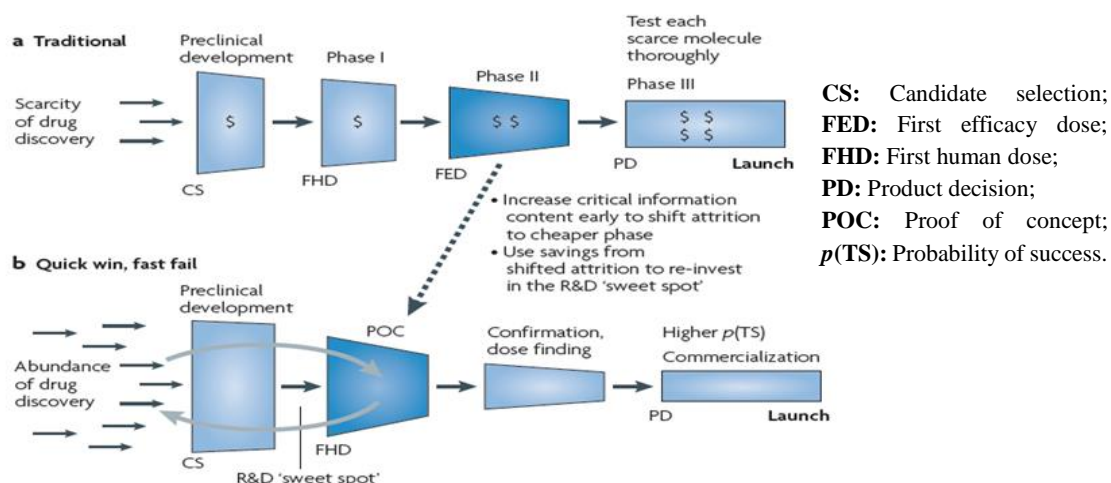 a Traditional
Scarcity
of drug
discovery
Preclinical
development
$
CS
Phase I
$
FHD
Phase II
$ $
FED
Test each
scarce molecule
thoroughly
Phase III
$ $
$ $
PD
Launch
• Increase critical information
content early to shift attrition
to cheaper phase
• Use savings from
shifted attrition to re-invest
in the R&D ‘sweet spot’
b Quick win, fast fail
Abundance
of drug
discovery
Preclinical
development
CS
R&D ‘sweet spot’
POC
FHD
Confirmation,
dose finding
Higher p(TS)
Commercialization
PD
Launch
CS: Candidate selection;
FED: First efficacy dose;
FHD: First human dose;
PD: Product decision;
POC: Proof of concept;
p(TS): Probability of success.